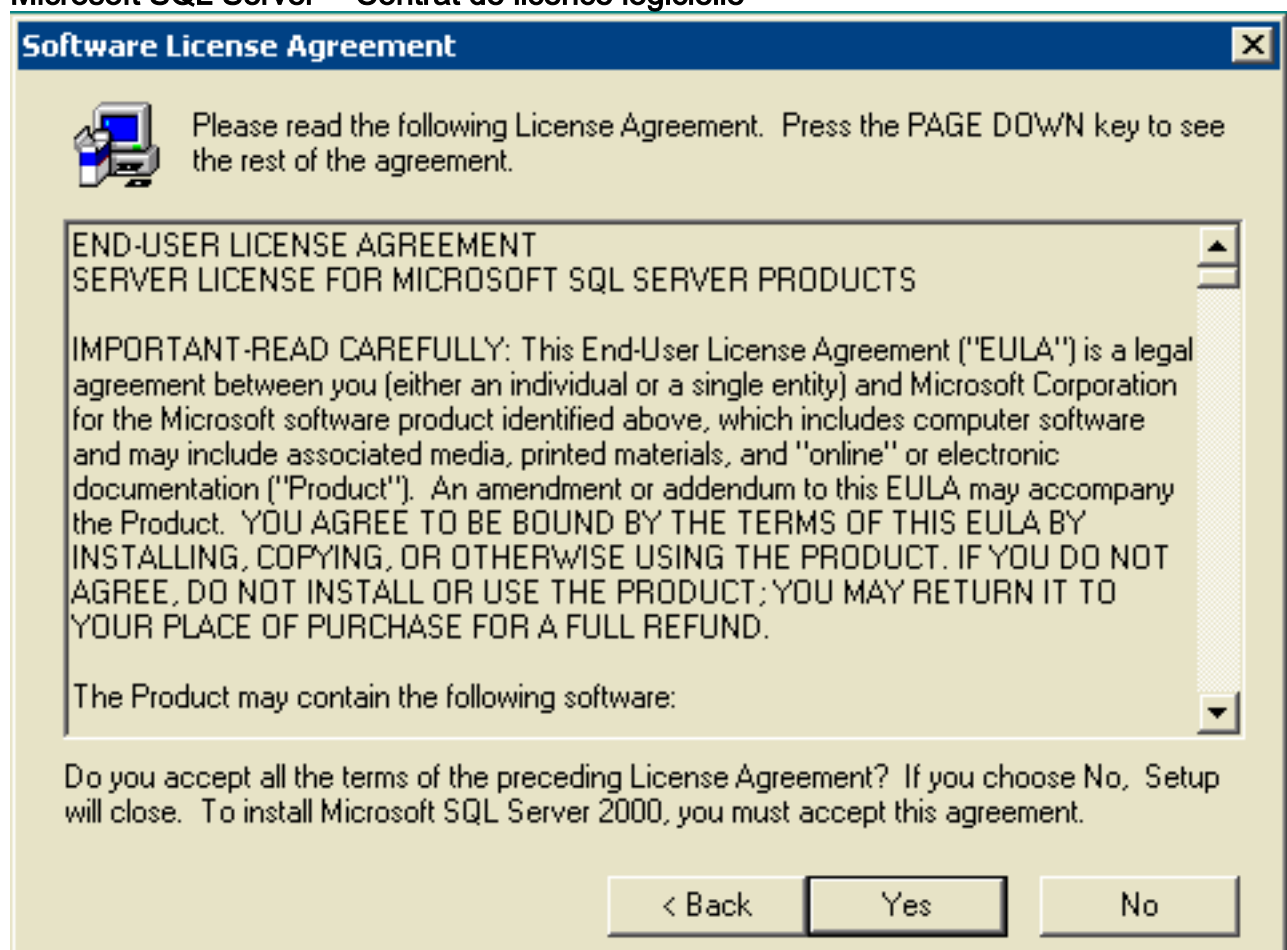 Microsoft SQL Server - Contrat de licence logicielle
Software License Agreement
Please read the following License Agreement. Press the PAGE DOWN key to see
the rest of the agreement.
END-USER LICENSE AGREEMENT
SERVER LICENSE FOR MICROSOFT SQL SERVER PRODUCTS
IMPORTANT-READ CAREFULLY: This End-User License Agreement ("EULA") is a legal
agreement between you (either an individual or a single entity) and Microsoft Corporation
for the Microsoft software product identified above, which includes computer software
and may include associated media, printed materials, and "online" or electronic
documentation ("Product"). An amendment or addendum to this EULA may accompany
the Product. YOU AGREE TO BE BOUND BY THE TERMS OF THIS EULA BY
INSTALLING, COPYING, OR OTHERWISE USING THE PRODUCT. IF YOU DO NOT
AGREE, DO NOT INSTALL OR USE THE PRODUCT; YOU MAY RETURN IT TO
YOUR PLACE OF PURCHASE FOR A FULL REFUND.
The Product may contain the following software:
Do you accept all the terms of the preceding License Agreement? If you choose No, Setup
will close. To install Microsoft SQL Server 2000, you must accept this agreement.
< Back Yes No